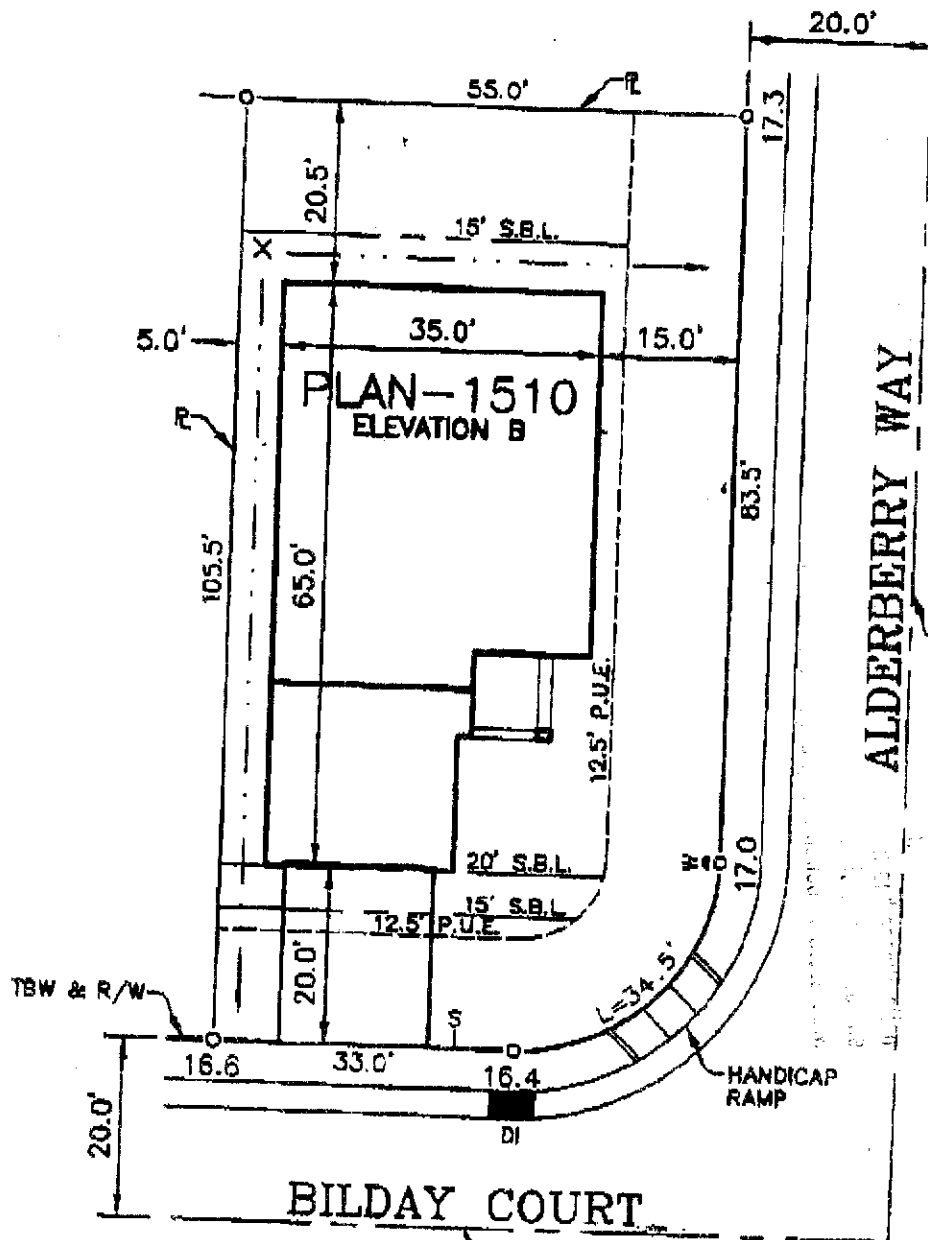 20.0'
55.0'
PL
17.3
20.5'
15' S.B.L.
X
5.0'
35.0'
15.0'
PLAN-1510
ELEVATION B
PL
ALDERBERRY WAY
83.5'
105.5'
65.0'
12.5' P.U.E.
20' S.B.L.
W
17.0
15' S.B.L.
12.5' P.U.E.
20.0'
L=34.5'
TBW & R/W
S
16.6
33.0'
16.4
HANDICAP
RAMP
20.0'
DI
BILDAY COURT